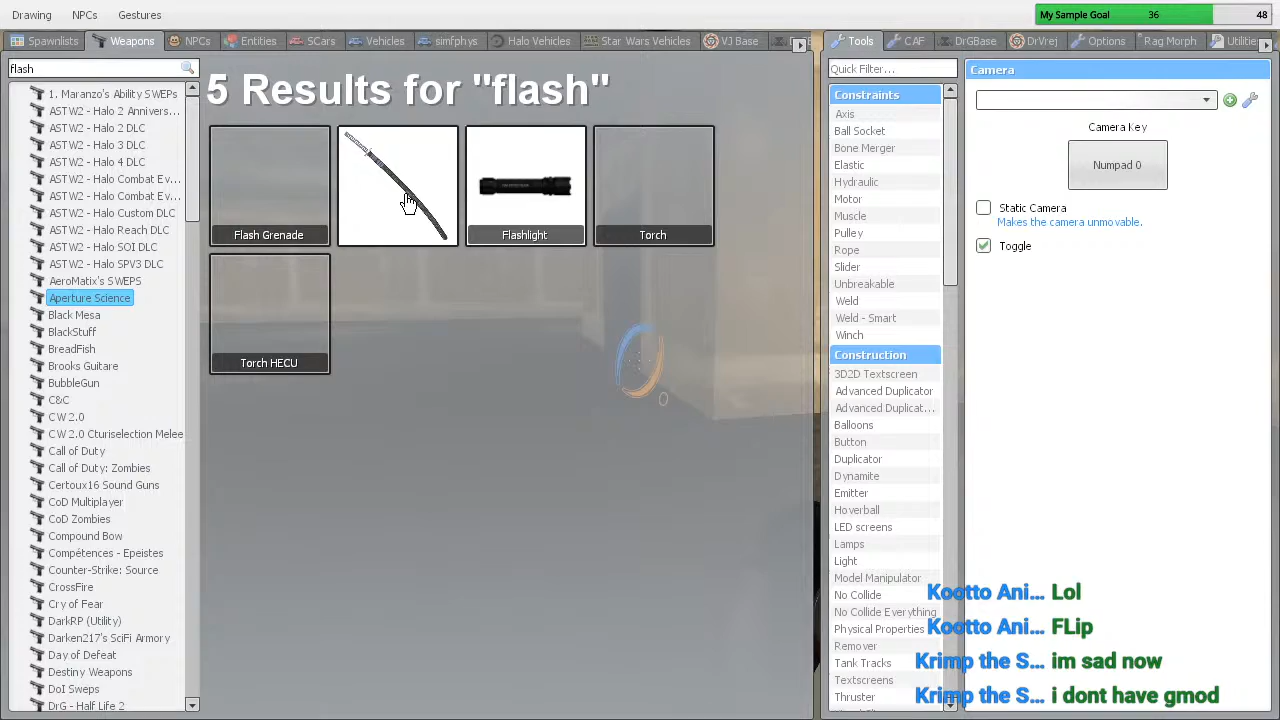 Drawing NPCs Gestures
My Sample Goal 36 48
Spawnlists Weapons NPCs Entities SCars Vehicles simfphys Halo Vehicles Star Wars Vehicles VJ Base
Tools CAF DrGBase DrVrej Options Rag Morph Utilitie
flash
5 Results for "flash"
1. Maranzo's Ability SWEPs
ASTW2 - Halo 2 Annivers...
ASTW2 - Halo 2 DLC
ASTW2 - Halo 3 DLC
ASTW2 - Halo 4 DLC
ASTW2 - Halo Combat Ev...
ASTW2 - Halo Combat Ev...
ASTW2 - Halo Custom DLC
ASTW2 - Halo Reach DLC
ASTW2 - Halo SOI DLC
ASTW2 - Halo SPV3 DLC
AeroMatix's SWEPS
Aperture Science
Black Mesa
BlackStuff
BreadFish
Brooks Guitare
BubbleGun
C&C
CW 2.0
CW 2.0 Cturiselection Melee
Call of Duty
Call of Duty: Zombies
Certoux16 Sound Guns
CoD Multiplayer
CoD Zombies
Compound Bow
Compétences - Epeistes
Counter-Strike: Source
CrossFire
Cry of Fear
DarkRP (Utility)
Darken217's SciFi Armory
Day of Defeat
Destiny Weapons
DoI Sweps
DrG - Half Life 2
Flash Grenade
Flashlight
Torch
Torch HECU
Quick Filter...
Constraints
Axis
Ball Socket
Bone Merger
Elastic
Hydraulic
Motor
Muscle
Pulley
Rope
Slider
Unbreakable
Weld
Weld - Smart
Winch
Construction
3D2D Textscreen
Advanced Duplicator
Advanced Duplicat...
Balloons
Button
Duplicator
Dynamite
Emitter
Hoverball
LED screens
Lamps
Light
Model Manipulator
No Collide
No Collide Everything
Physical Properties
Remover
Tank Tracks
Textscreens
Thruster
Camera
Camera Key
Numpad 0
Static Camera
Makes the camera unmovable.
Toggle
Kootto Ani... Lol
Kootto Ani... FLip
Krimp the S... im sad now
Krimp the S... i dont have gmod